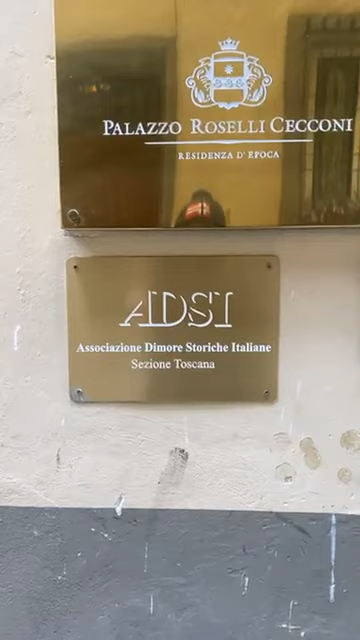 PALAZZO ROSELLI CECCONI
RESIDENZA D'EPOCA
ADSI
Associazione Dimore Storiche Italiane
Sezione Toscana